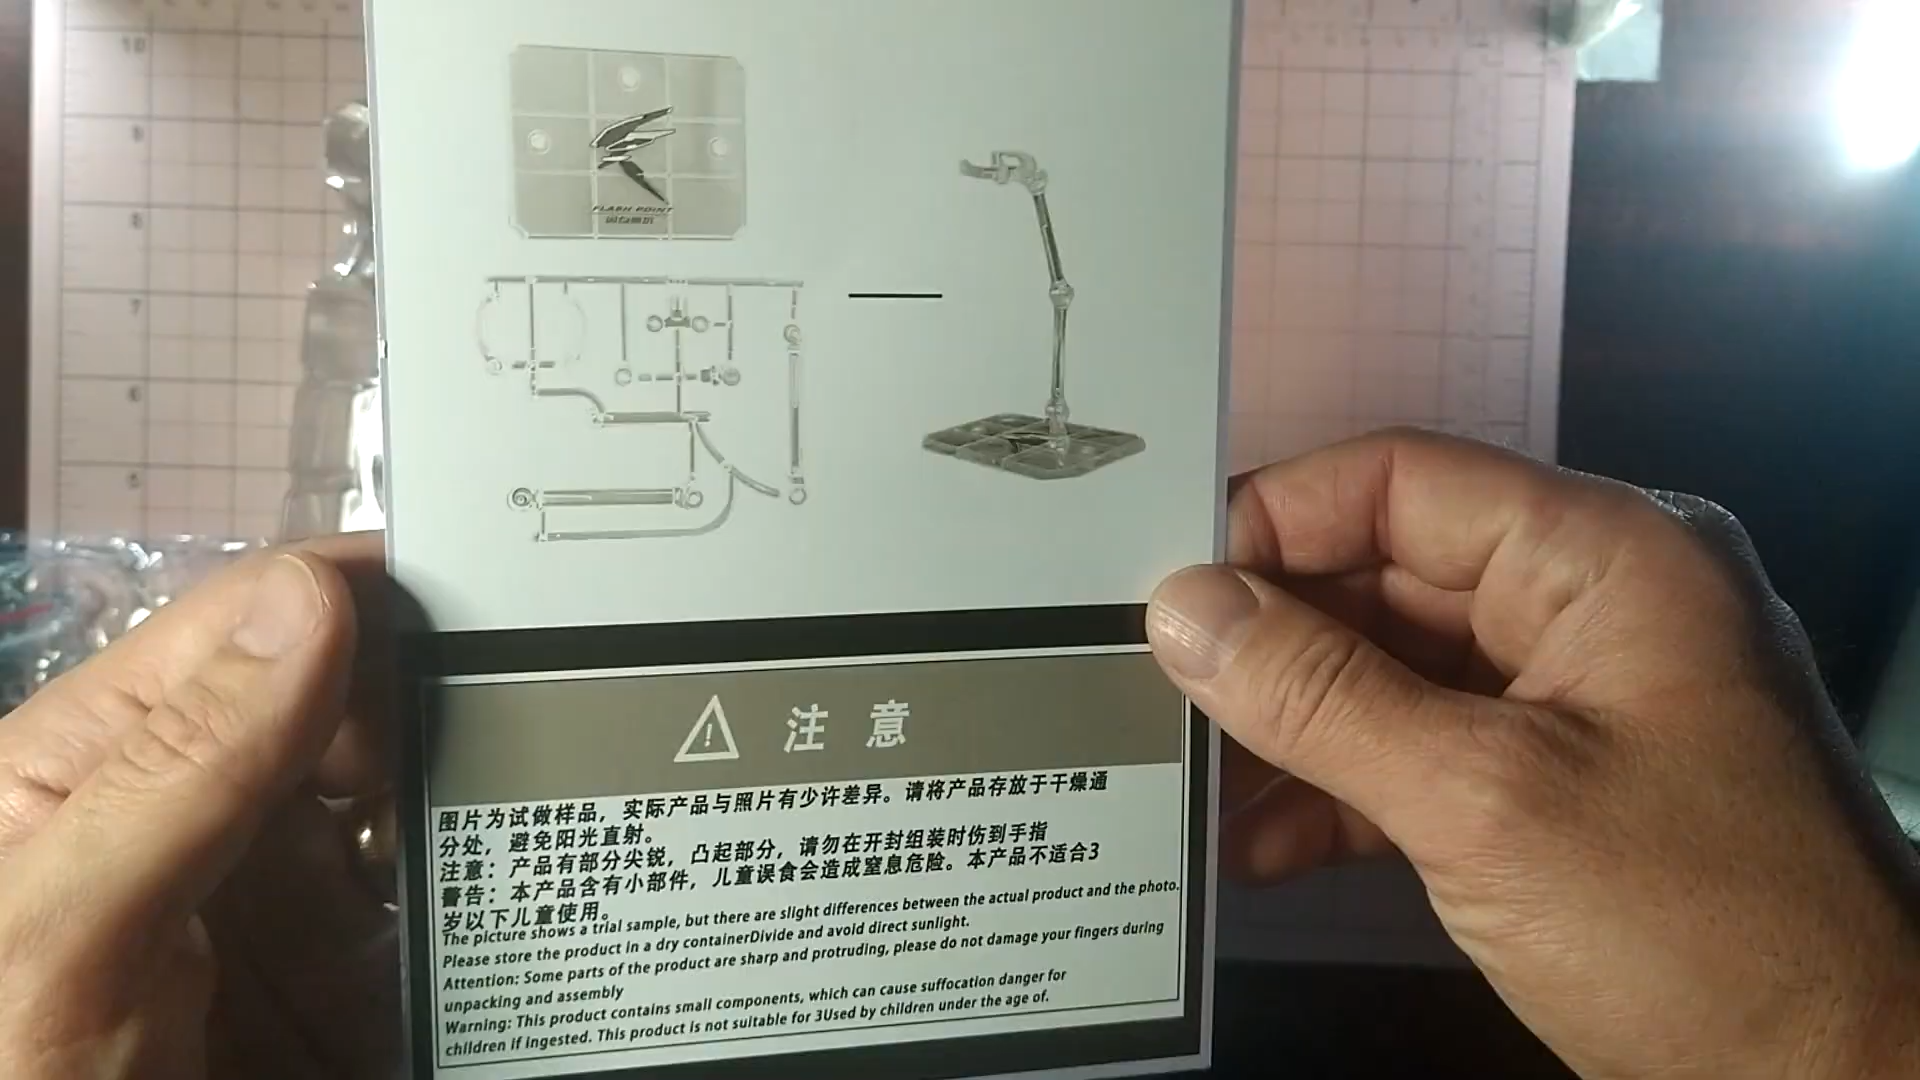 10
9
8
7
6
5
FLASH POINT
注 意
图片为试做样品，实际产品与照片有少许差异。请将产品存放于干燥通
分处，避免阳光直射。
注意：产品有部分尖锐，凸起部分，请勿在开封组装时伤到手指
警告：本产品含有小部件，儿童误食会造成窒息危险。本产品不适合3
岁以下儿童使用。
The picture shows a trial sample, but there are slight differences between the actual product and the photo.
Please store the product in a dry containerDivide and avoid direct sunlight.
Attention: Some parts of the product are sharp and protruding, please do not damage your fingers during
unpacking and assembly
Warning: This product contains small components, which can cause suffocation danger for
children if ingested. This product is not suitable for 3Used by children under the age of.